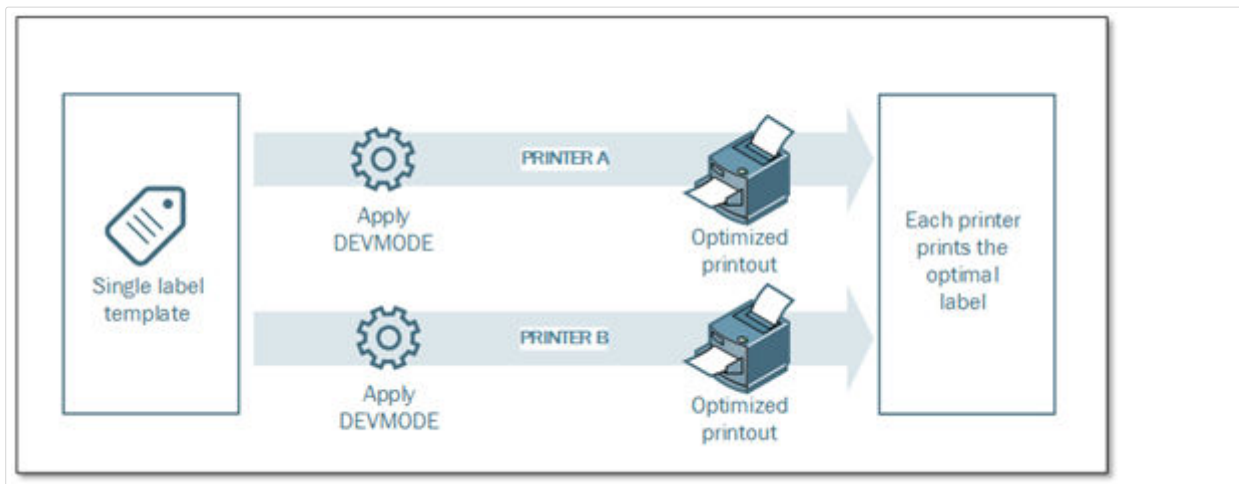 Single label
template
PRINTER A
Apply
DEVMODE
Optimized
printout
PRINTER B
Apply
DEVMODE
Optimized
printout
Each printer
prints the
optimal
label